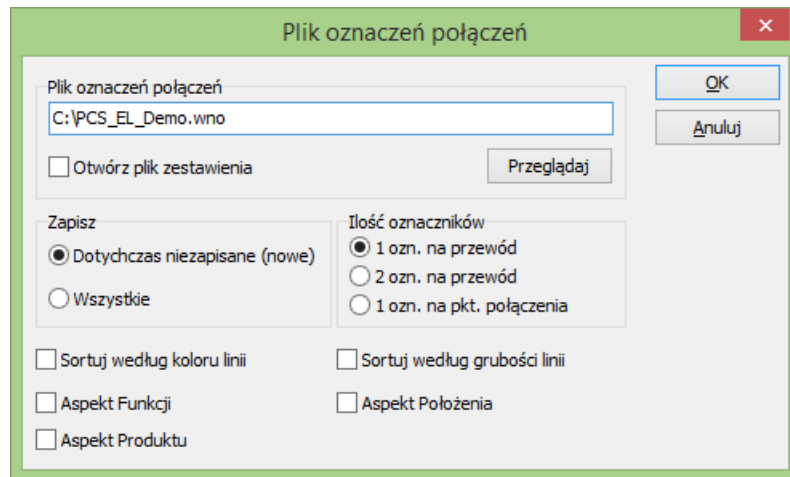 Plik oznaczeń połączeń
×
Plik oznaczeń połączeń
C:\PCS_EL_Demo.wno
Otwórz plik zestawienia
Przeglądaj
OK
Anuluj
Zapisz
Dotychczas niezapisane (nowe)
Wszystkie
Ilość oznaczników
1 ozn. na przewód
2 ozn. na przewód
1 ozn. na pkt. połączenia
Sortuj według koloru linii
Sortuj według grubości linii
Aspekt Funkcji
Aspekt Położenia
Aspekt Produktu